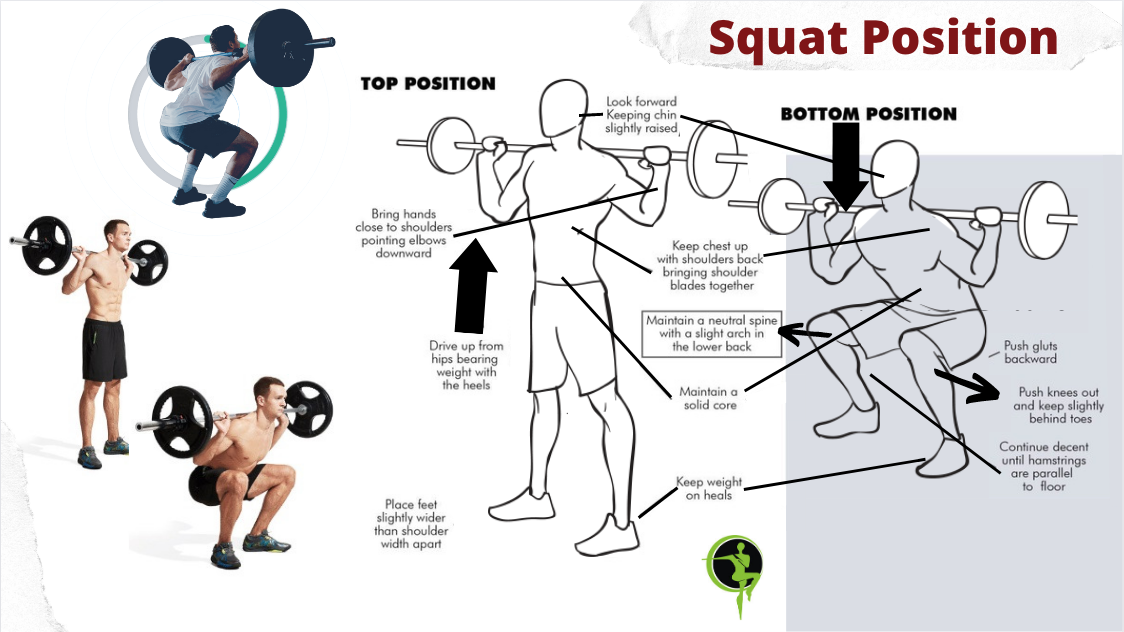 Squat Position
TOP POSITION
BOTTOM POSITION
Look forward
Keeping chin
slightly raised
Bring hands
close to shoulders
pointing elbows
downward
Keep chest up
with shoulders back
bringing shoulder
blades together
Maintain a neutral spine
with a slight arch in
the lower back
Drive up from
hips bearing
weight with
the heels
Push gluts
backward
Maintain a
solid core
Push knees out
and keep slightly
behind toes
Continue decent
until hamstrings
are parallel
to floor
Keep weight
on heals
Place feet
slightly wider
than shoulder
width apart